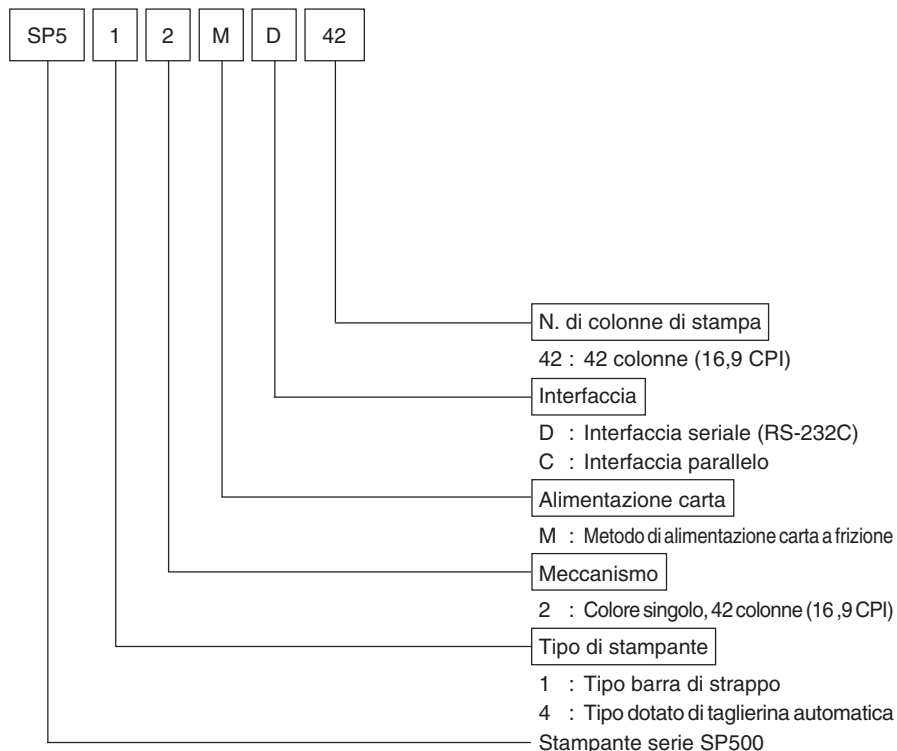 SP5 1 2 M D 42
N. di colonne di stampa
42 : 42 colonne (16,9 CPI)
Interfaccia
D : Interfaccia seriale (RS-232C)
C : Interfaccia parallelo
Alimentazione carta
M : Metodo di alimentazione carta a frizione
Meccanismo
2 : Colore singolo, 42 colonne (16 ,9 CPI)
Tipo di stampante
1 : Tipo barra di strappo
4 : Tipo dotato di taglierina automatica
Stampante serie SP500